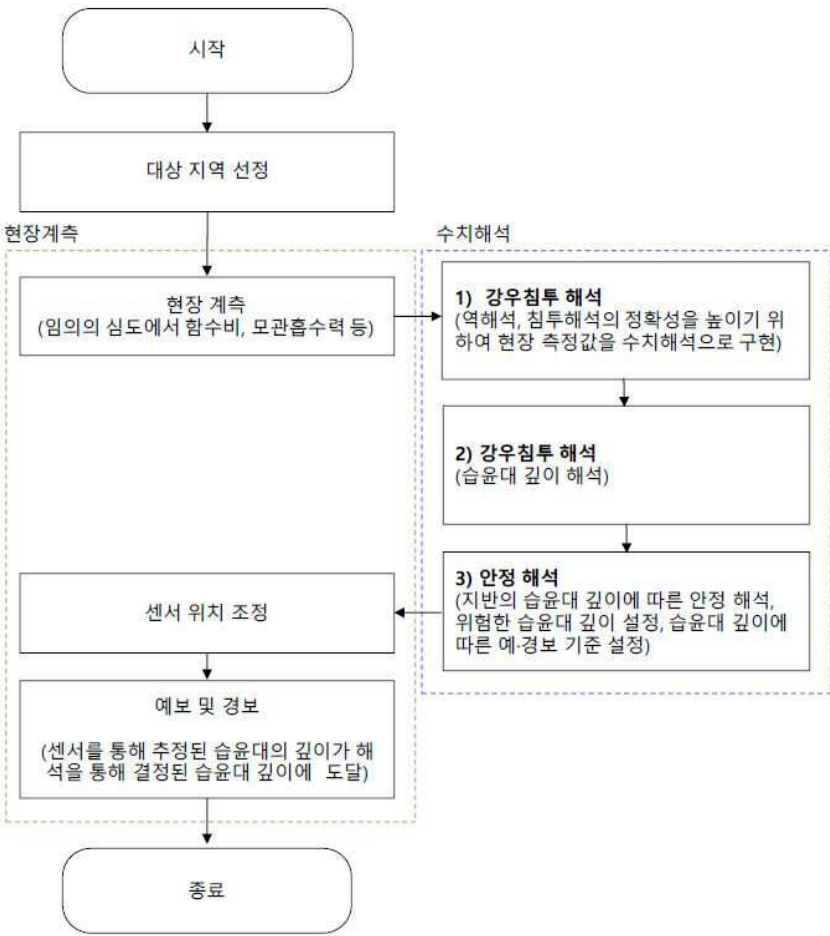 시작
대상 지역 선정
현장계측
현장 계측
(임의의 심도에서 함수비, 모관흡수력 등)
수치해석
1) 강우침투 해석
(역해석, 침투해석의 정확성을 높이기 위
하여 현장 측정값을 수치해석으로 구현)
2) 강우침투 해석
(습윤대 깊이 해석)
3) 안정 해석
(지반의 습윤대 깊이에 따른 안정 해석,
위험한 습윤대 깊이 설정, 습윤대 깊이에
따른 예·경보 기준 설정)
센서 위치 조정
예보 및 경보
(센서를 통해 추정된 습윤대의 깊이가 해
석을 통해 결정된 습윤대 깊이에 도달)
종료